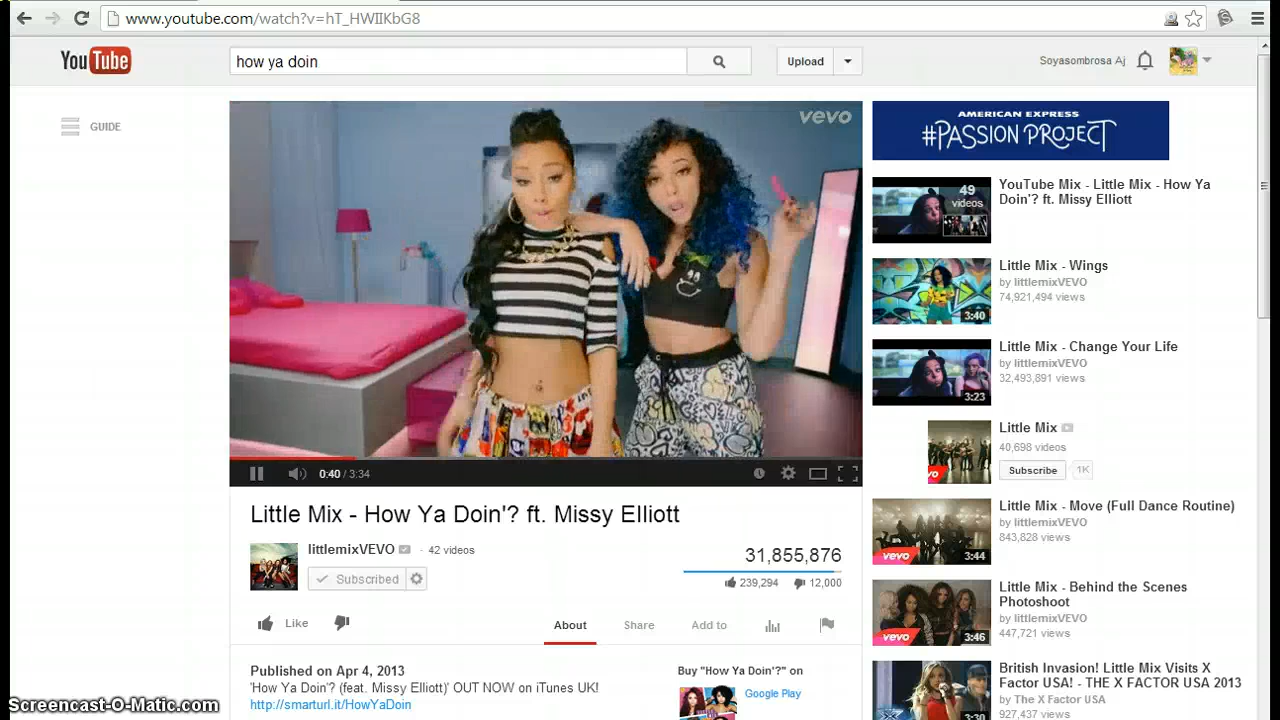 www.youtube.com/watch?v=hT_HWIIKbG8
YouTube
how ya doin
Upload
Soyasombrosa Aj
GUIDE
vevo
0:40 / 3:34
Little Mix - How Ya Doin'? ft. Missy Elliott
littlemixVEVO · 42 videos
Subscribed
31,855,876
239,294 12,000
Like
About Share Add to
Published on Apr 4, 2013
'How Ya Doin'? (feat. Missy Elliott)' OUT NOW on iTunes UK!
http://smarturl.it/HowYaDoin
Buy "How Ya Doin'?" on
Google Play
AMERICAN EXPRESS
#PASSION PROJECT
49
videos
YouTube Mix - Little Mix - How Ya
Doin'? ft. Missy Elliott
3:40
Little Mix - Wings
by littlemixVEVO
74,921,494 views
3:23
Little Mix - Change Your Life
by littlemixVEVO
32,493,891 views
Little Mix
40,698 videos
Subscribe 1K
vevo
3:44
Little Mix - Move (Full Dance Routine)
by littlemixVEVO
843,828 views
vevo
3:46
Little Mix - Behind the Scenes
Photoshoot
by littlemixVEVO
447,721 views
3:30
British Invasion! Little Mix Visits X
Factor USA! - THE X FACTOR USA 2013
by The X Factor USA
927,437 views
Screencast-O-Matic.com